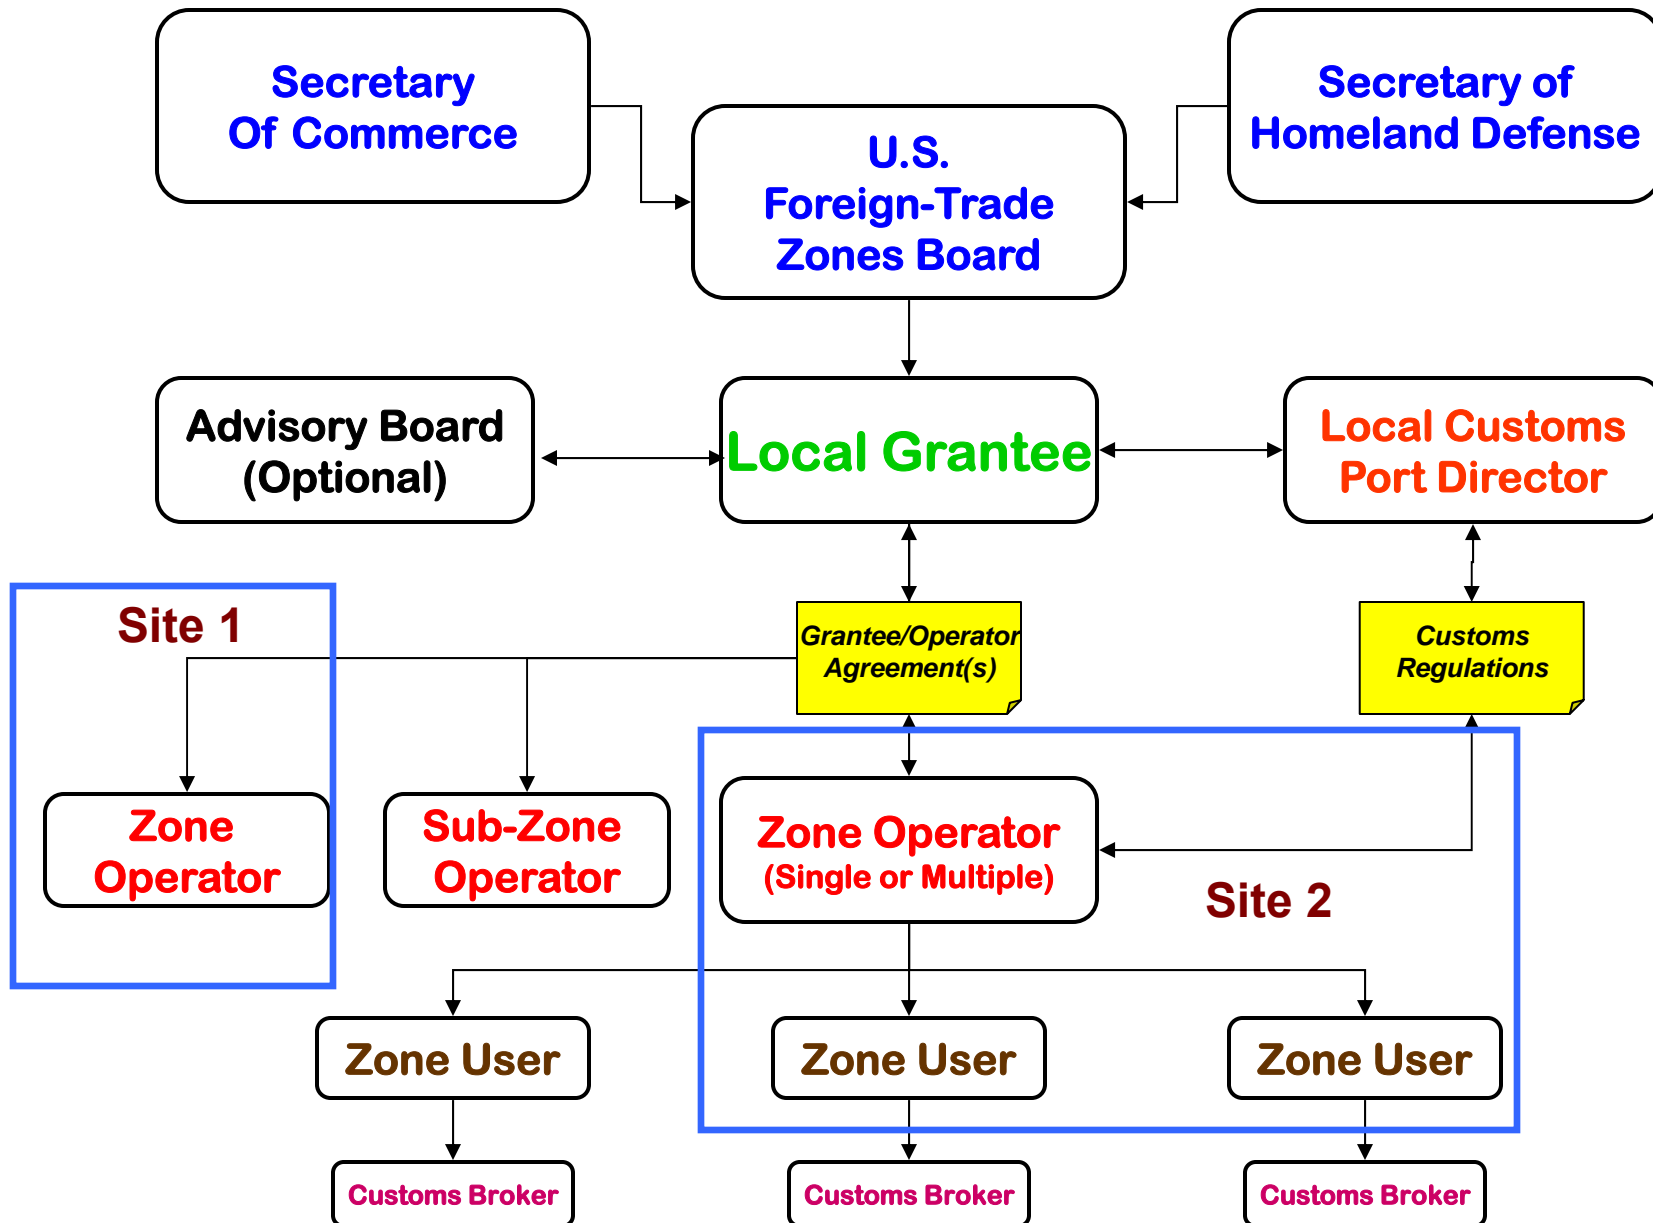 Secretary
Of Commerce
Secretary of
Homeland Defense
U.S.
Foreign-Trade
Zones Board
Advisory Board
(Optional)
Local Grantee
Local Customs
Port Director
Site 1
Grantee/Operator
Agreement(s)
Customs
Regulations
Zone
Operator
Sub-Zone
Operator
Zone Operator
(Single or Multiple)
Site 2
Zone User
Zone User
Zone User
Customs Broker
Customs Broker
Customs Broker